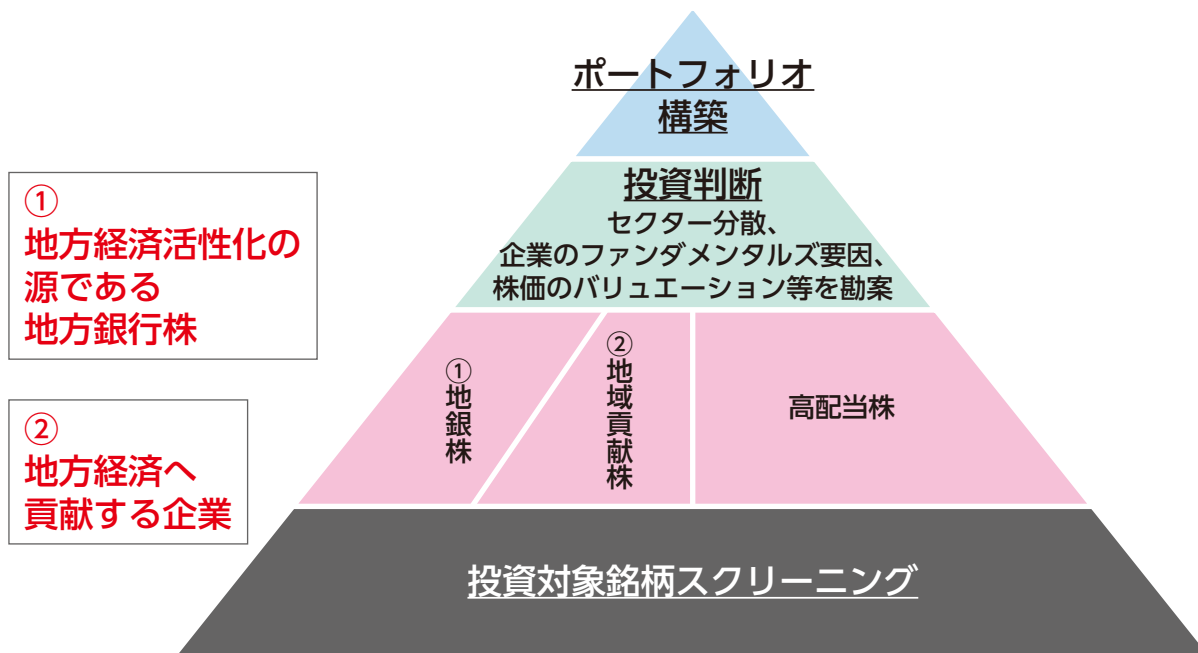 ポートフォリオ
構築
投資判断
セクター分散、
企業のファンダメンタルズ要因、
株価のバリュエーション等を勘案
①
地方経済活性化の
源である
地方銀行株
②
地方経済へ
貢献する企業
①地銀株
②地域貢献株
高配当株
投資対象銘柄スクリーニング